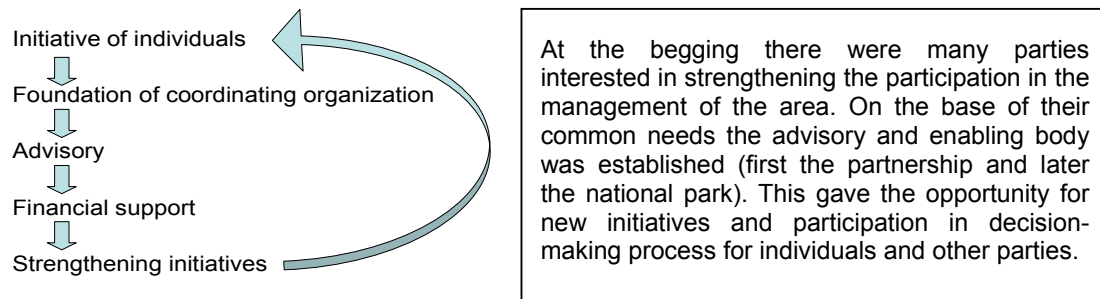 Initiative of individuals
Foundation of coordinating organization
Advisory
Financial support
Strengthening initiatives
At the begging there were many parties
interested in strengthening the participation in the
management of the area. On the base of their
common needs the advisory and enabling body
was established (first the partnership and later
the national park). This gave the opportunity for
new initiatives and participation in decision-
making process for individuals and other parties.